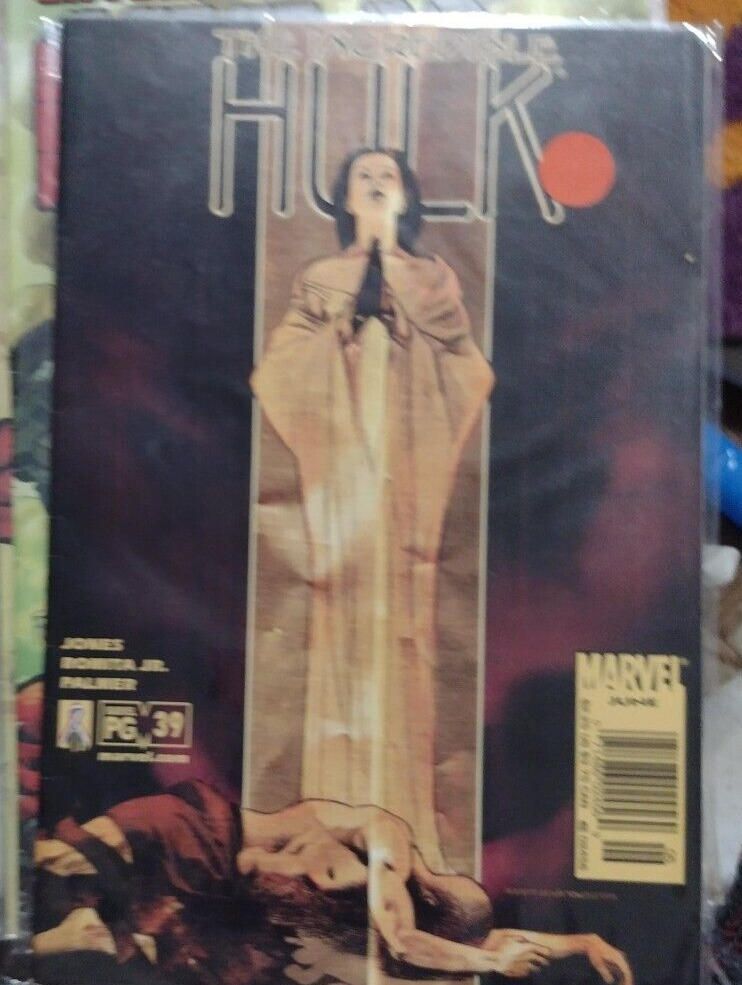 THE INCREDIBLE
HULK
JONES
ROMITA JR.
PALMER
PG
39
marvel.com
MARVEL
JUNE